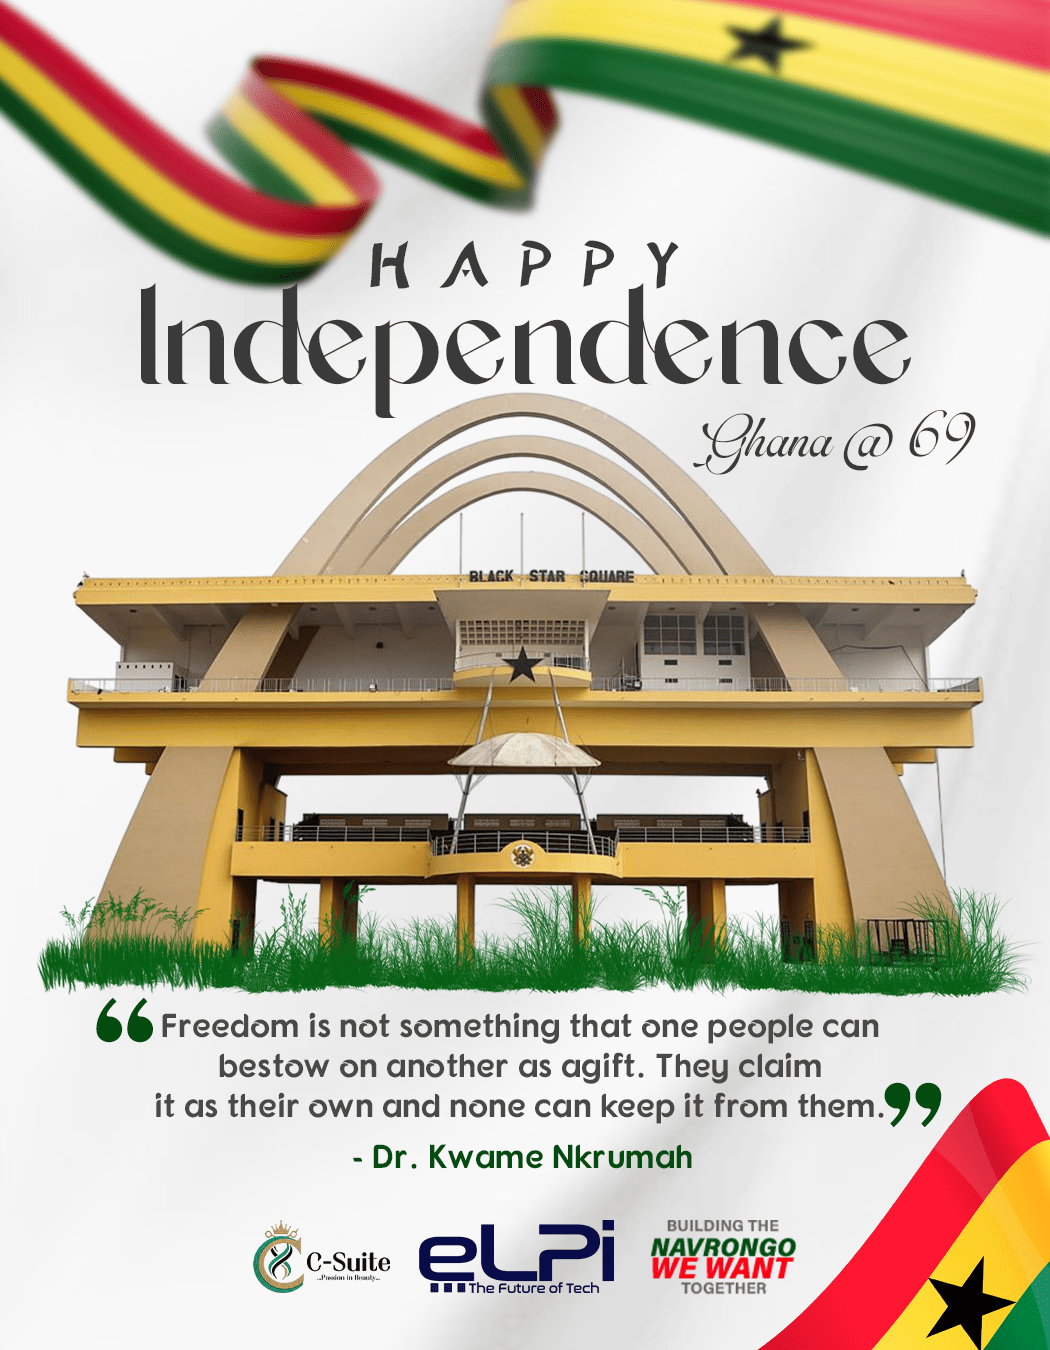 HAPPY
Independence
Ghana @ 69
BLACK STAR SQUARE
“Freedom is not something that one people can
bestow on another as agift. They claim
it as their own and none can keep it from them.”
- Dr. Kwame Nkrumah
C-Suite
...Passion in Beauty...
eLPi
The Future of Tech
BUILDING THE
NAVRONGO
WE WANT
TOGETHER